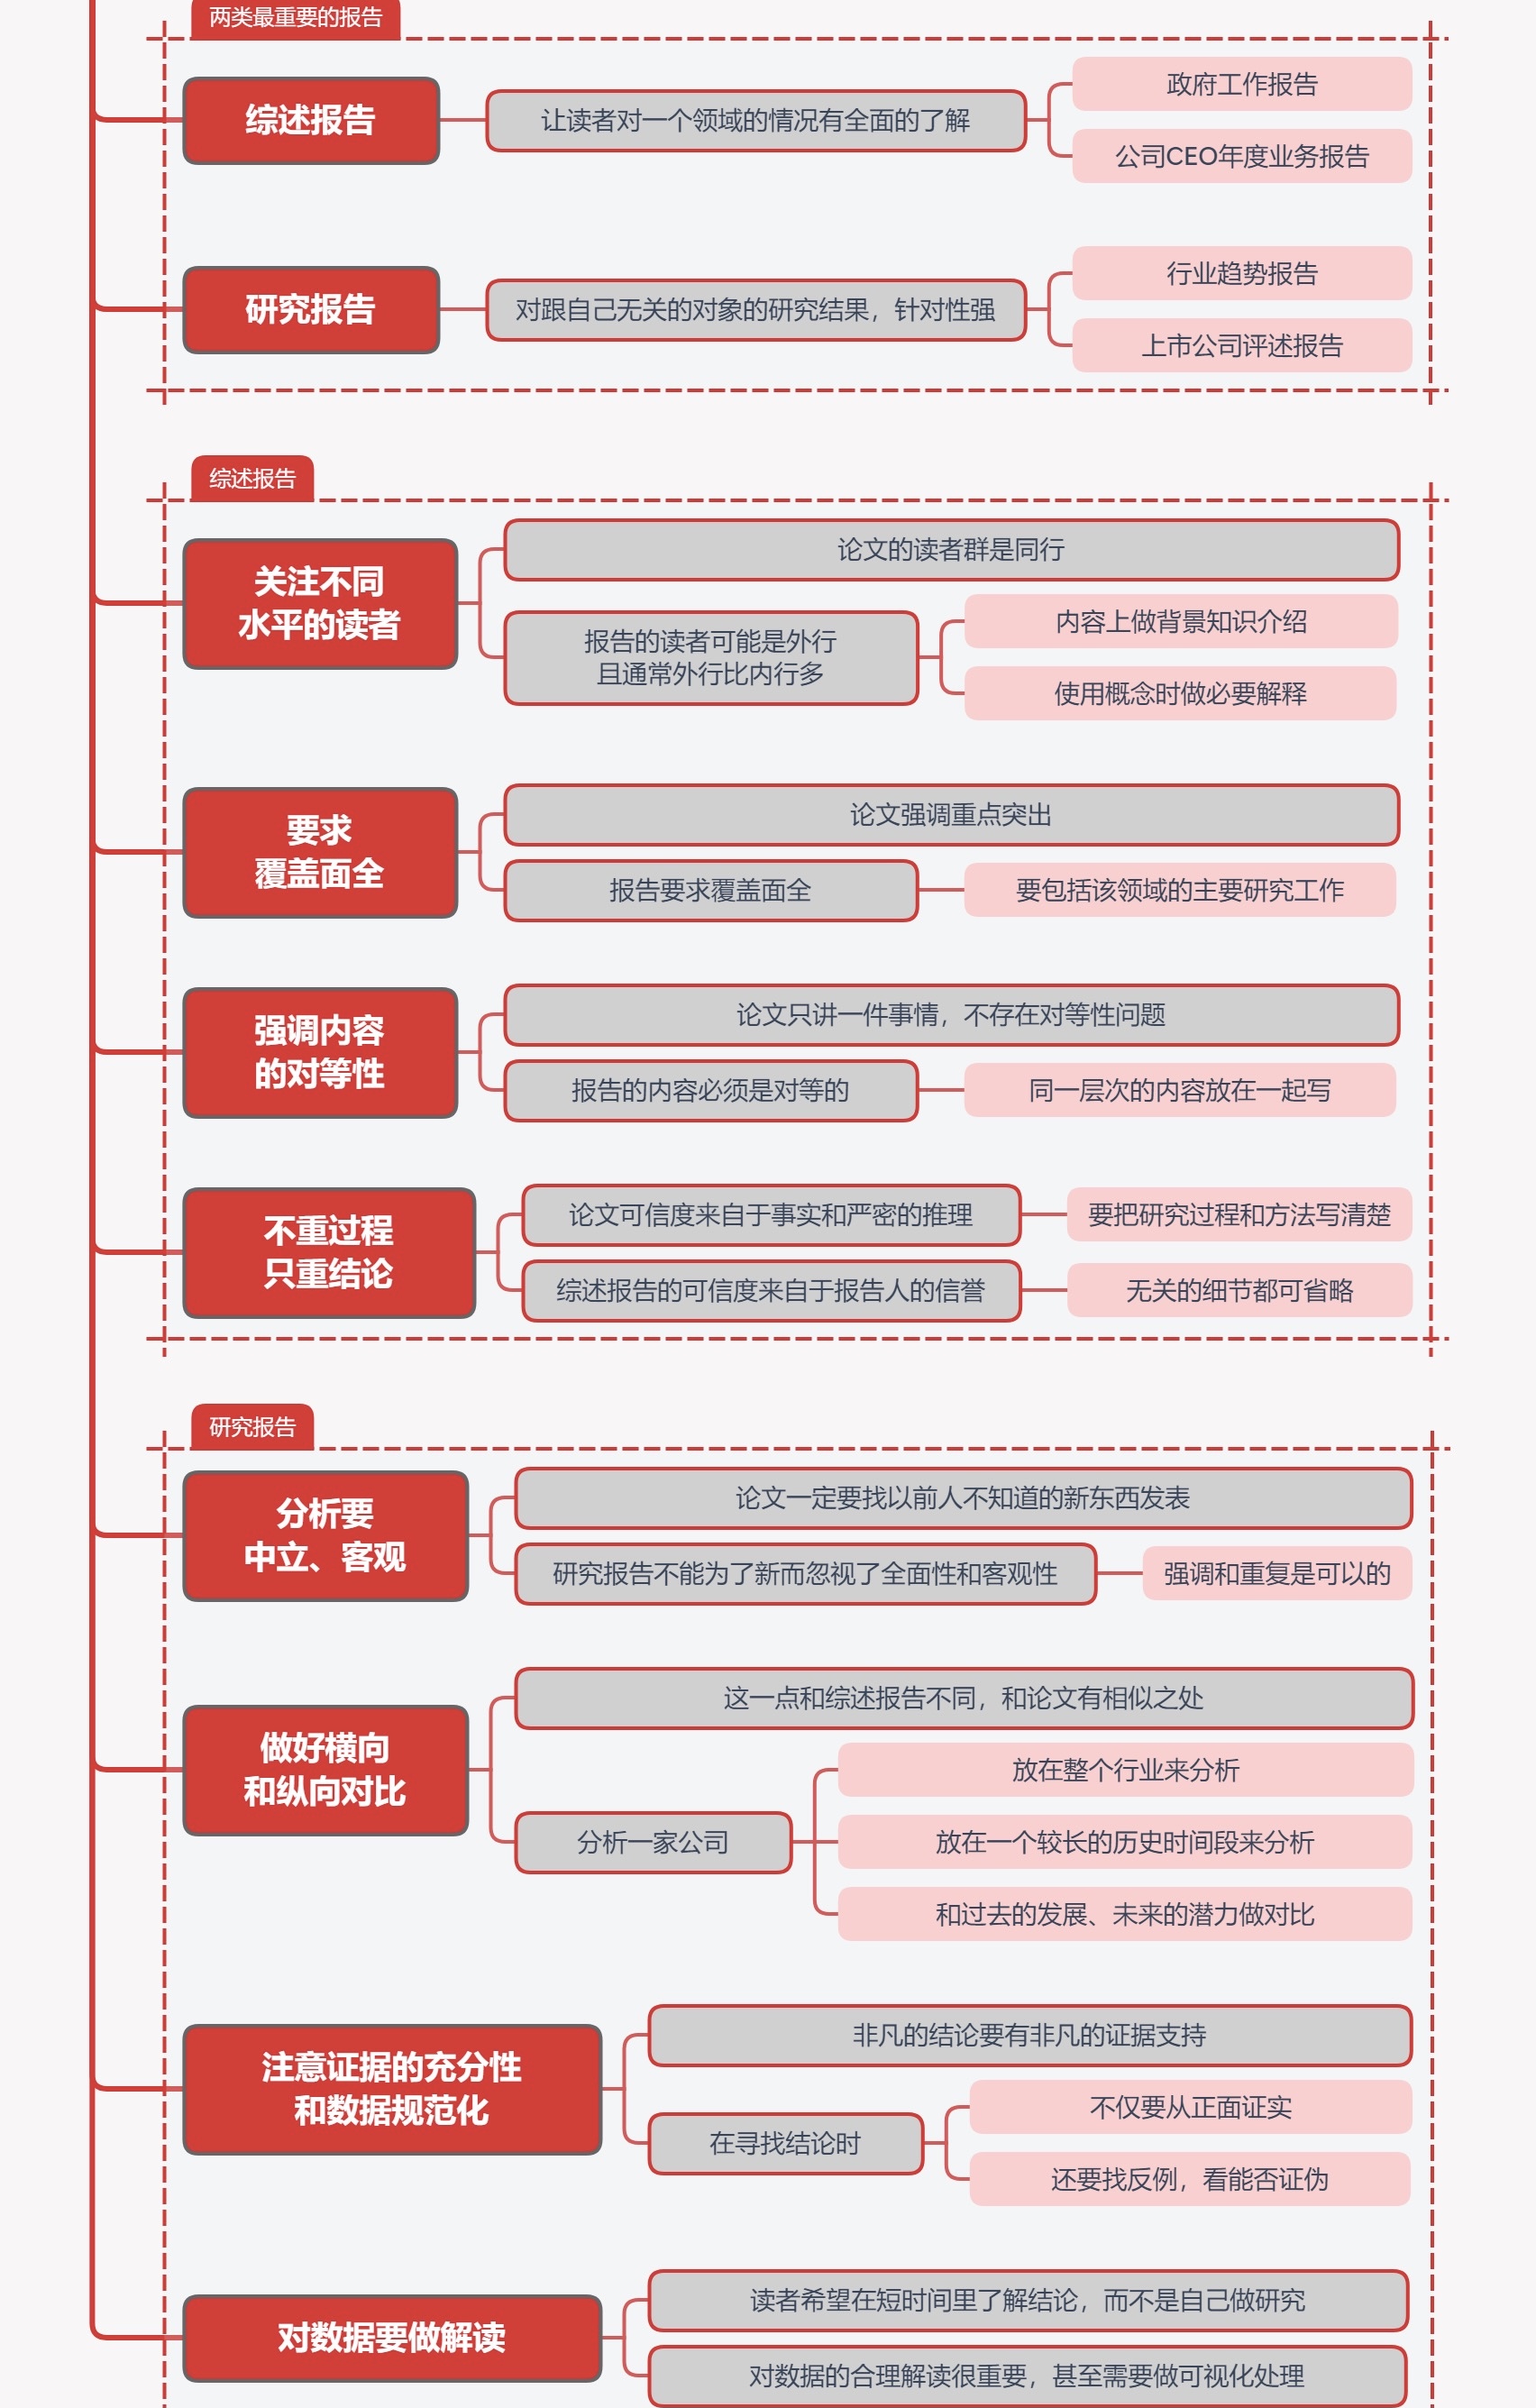 两类最重要的报告
综述报告
让读者对一个领域的情况有全面的了解
政府工作报告
公司CEO年度业务报告
研究报告
对跟自己无关的对象的研究结果，针对性强
行业趋势报告
上市公司评述报告
综述报告
关注不同
水平的读者
论文的读者群是同行
报告的读者可能是外行
且通常外行比内行多
内容上做背景知识介绍
使用概念时做必要解释
要求
覆盖面全
论文强调重点突出
报告要求覆盖面全
要包括该领域的主要研究工作
强调内容
的对等性
论文只讲一件事情，不存在对等性问题
报告的内容必须是对等的
同一层次的内容放在一起写
不重过程
只重结论
论文可信度来自于事实和严密的推理
要把研究过程和方法写清楚
综述报告的可信度来自于报告人的信誉
无关的细节都可省略
研究报告
分析要
中立、客观
论文一定要找以前人不知道的新东西发表
研究报告不能为了新而忽视了全面性和客观性
强调和重复是可以的
做好横向
和纵向对比
这一点和综述报告不同，和论文有相似之处
分析一家公司
放在整个行业来分析
放在一个较长的历史时间段来分析
和过去的发展、未来的潜力做对比
注意证据的充分性
和数据规范化
非凡的结论要有非凡的证据支持
在寻找结论时
不仅要从正面证实
还要找反例，看能否证伪
对数据要做解读
读者希望在短时间里了解结论，而不是自己做研究
对数据的合理解读很重要，甚至需要做可视化处理